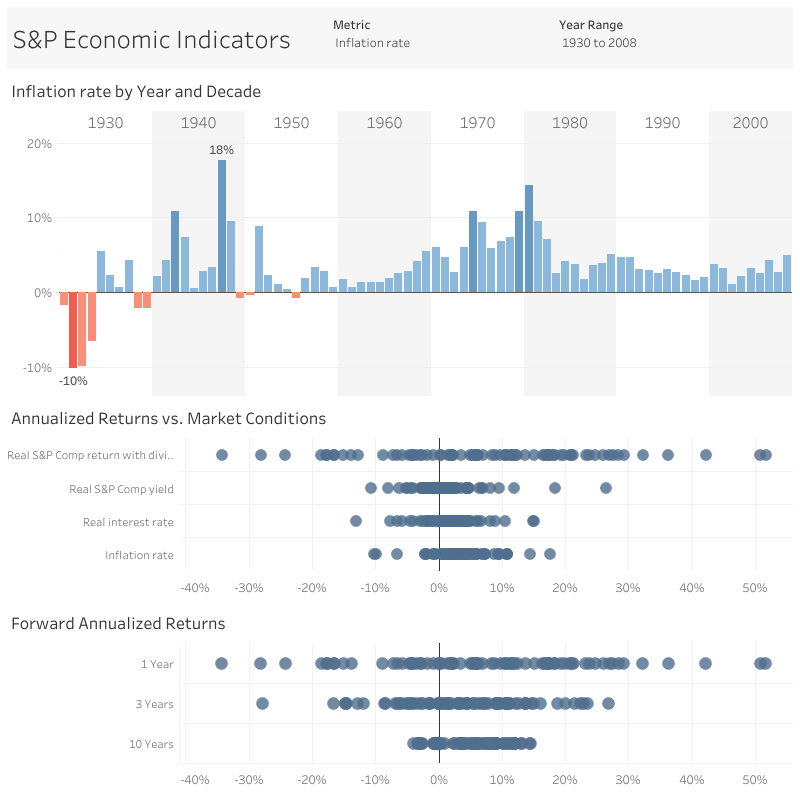 S&P Economic Indicators
Metric
Inflation rate
Year Range
1930 to 2008
Inflation rate by Year and Decade
1930 1940 1950 1960 1970 1980 1990 2000
20%
18%
10%
0%
-10%
-10%
Annualized Returns vs. Market Conditions
Real S&P Comp return with divi..
Real S&P Comp yield
Real interest rate
Inflation rate
-40% -30% -20% -10% 0% 10% 20% 30% 40% 50%
Forward Annualized Returns
1 Year
3 Years
10 Years
-40% -30% -20% -10% 0% 10% 20% 30% 40% 50%